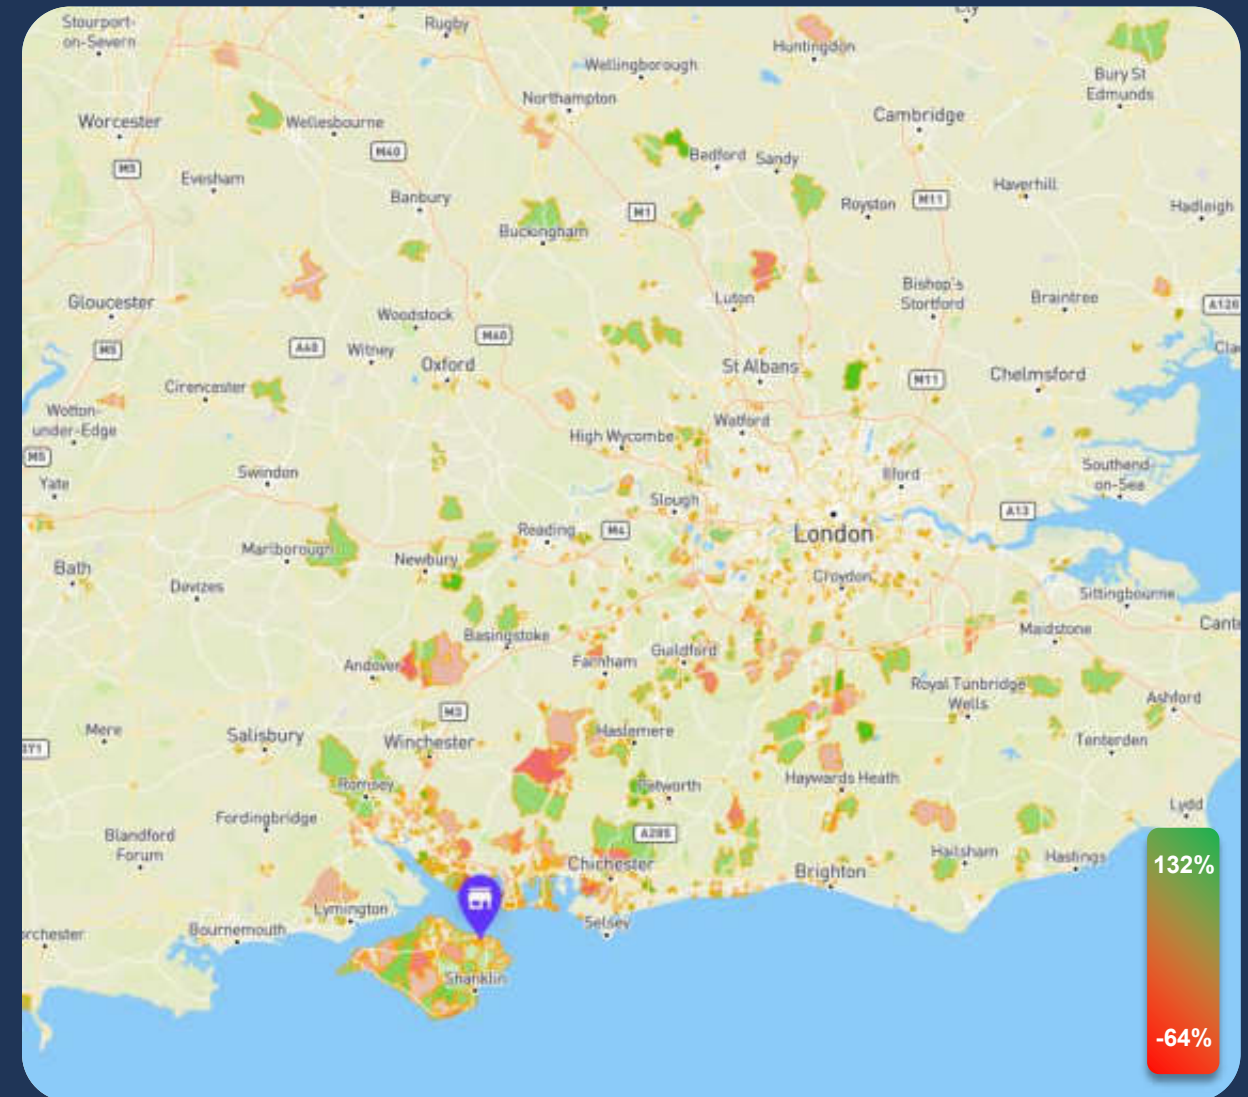 Stourport-
on-Severn
Rugby
Ely
Huntingdon
Wellingborough
Bury St
Edmunds
Northampton
Worcester
Wellesbourne
Cambridge
M40
M5
Bedford
Sandy
Evesham
Banbury
Haverhill
M11
Royston
Hadleigh
M1
Buckingham
Bishop's
Stortford
Luton
Braintree
Gloucester
A120
Woodstock
M40
M5
A40
Witney
Oxford
St Albans
M11
Chelmsford
Cirencester
Wotton-
under-Edge
Watford
High Wycombe
M5
Swindon
Ilford
Southend-
on-Sea
Yate
Slough
A13
Reading
M4
London
Marlborough
Newbury
Bath
Croydon
Devizes
Sittingbourne
Maidstone
Basingstoke
Guildford
Farnham
Andover
Royal Tunbridge
Wells
Ashford
M3
Mere
Salisbury
Winchester
Haslemere
Tenterden
Haywards Heath
Romsey
Petworth
Lydd
Fordingbridge
Blandford
Forum
A285
Chichester
Brighton
Hailsham
Hastings
132%
Lymington
Selsey
Bournemouth
orchester
Shanklin
-64%